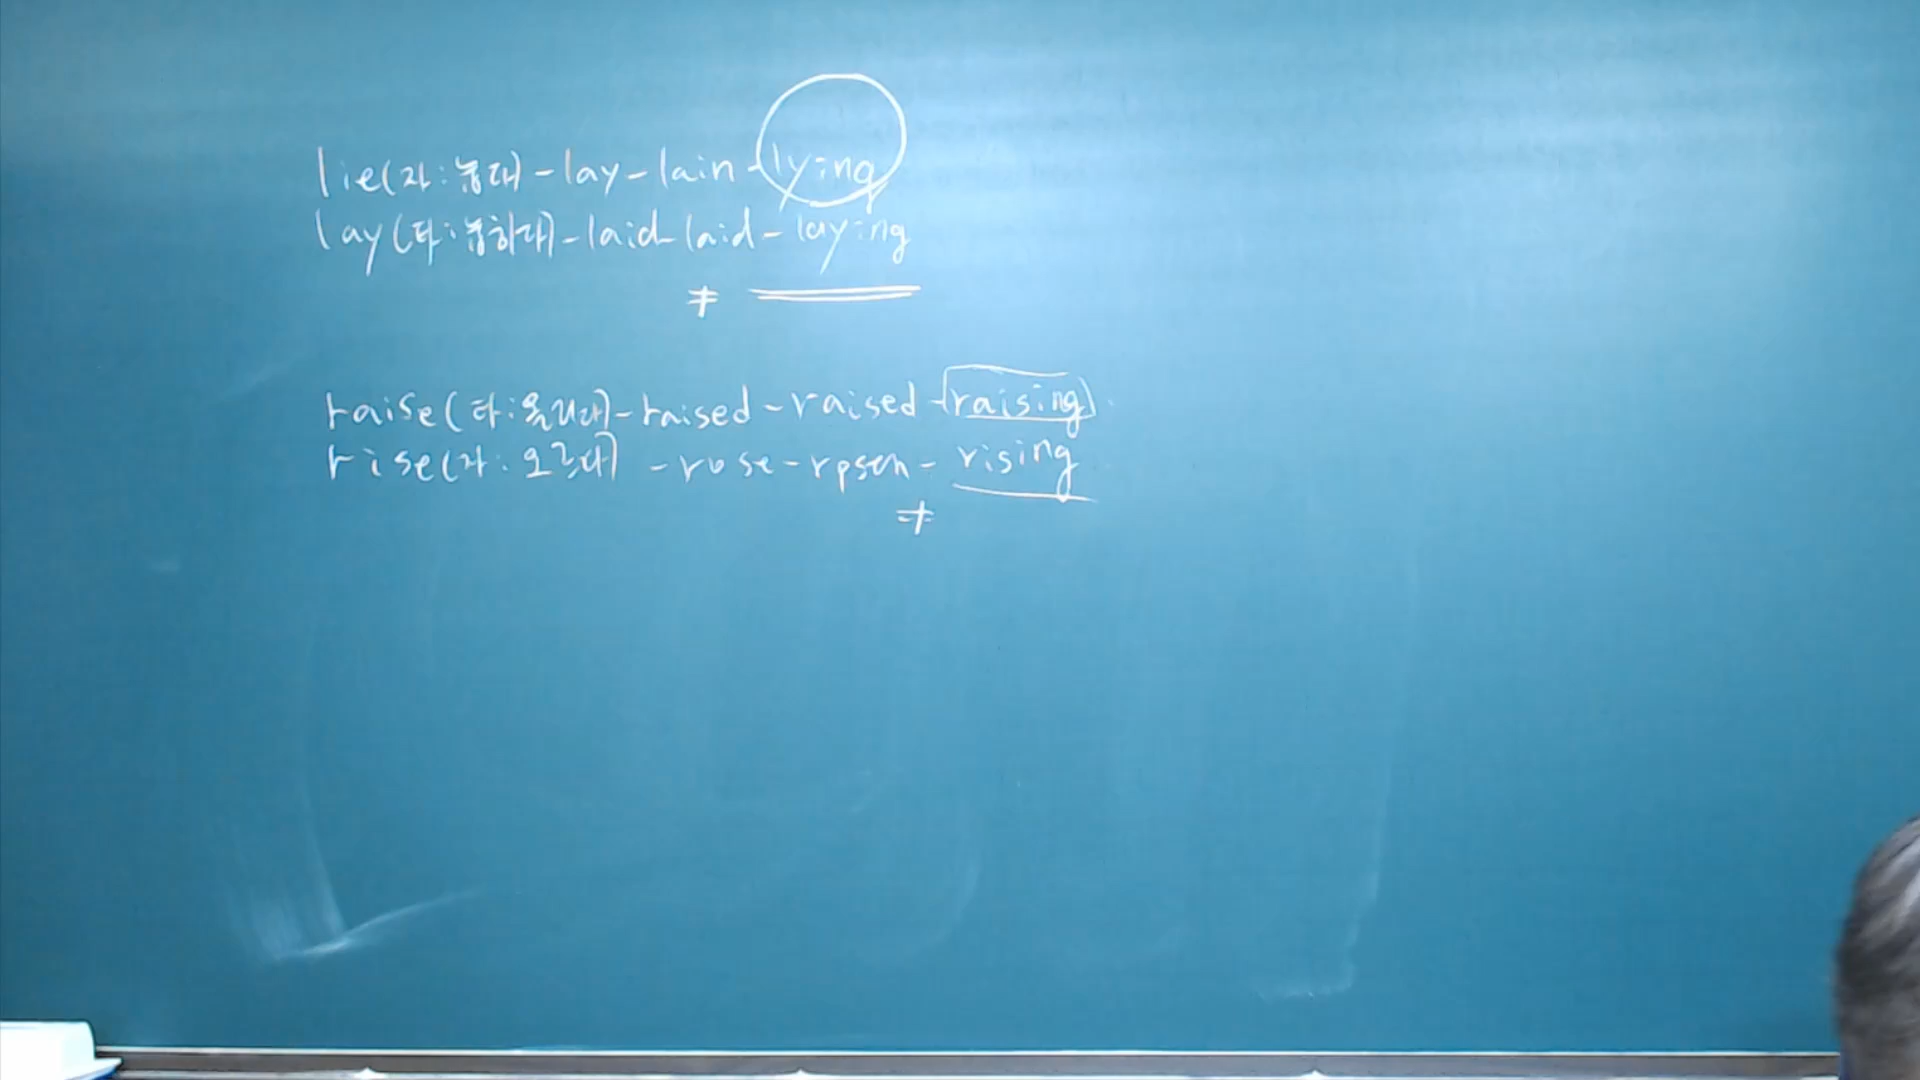 lie(자:눕다)-lay-lain-lying
lay(타:눕히다)-laid-laid-laying
≠
raise(타:올리다)-raised-raised-raising
rise(자:오르다)-rose-rpsen-rising
≠